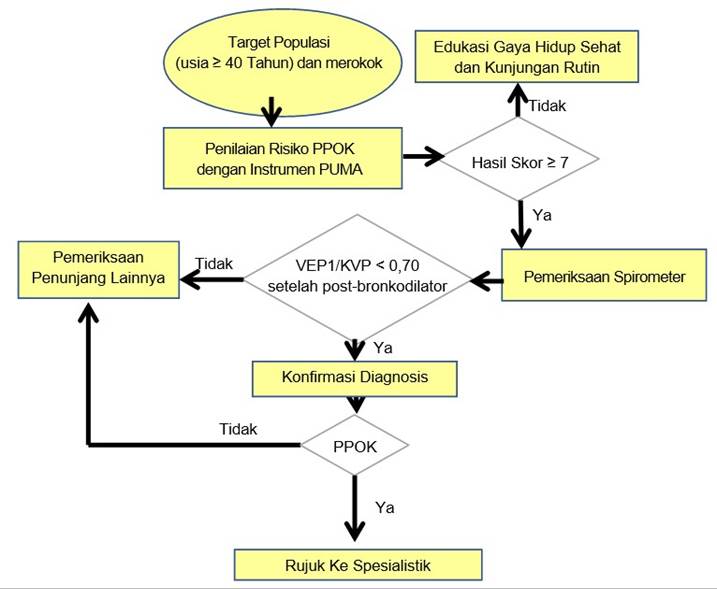 Target Populasi
(usia ≥ 40 Tahun) dan merokok
Edukasi Gaya Hidup Sehat
dan Kunjungan Rutin
Tidak
Penilaian Risiko PPOK
dengan Instrumen PUMA
Hasil Skor ≥ 7
Ya
Pemeriksaan Spirometer
VEP1/KVP < 0,70
setelah post-bronkodilator
Tidak
Pemeriksaan
Penunjang Lainnya
Ya
Konfirmasi Diagnosis
PPOK
Tidak
Ya
Rujuk Ke Spesialistik